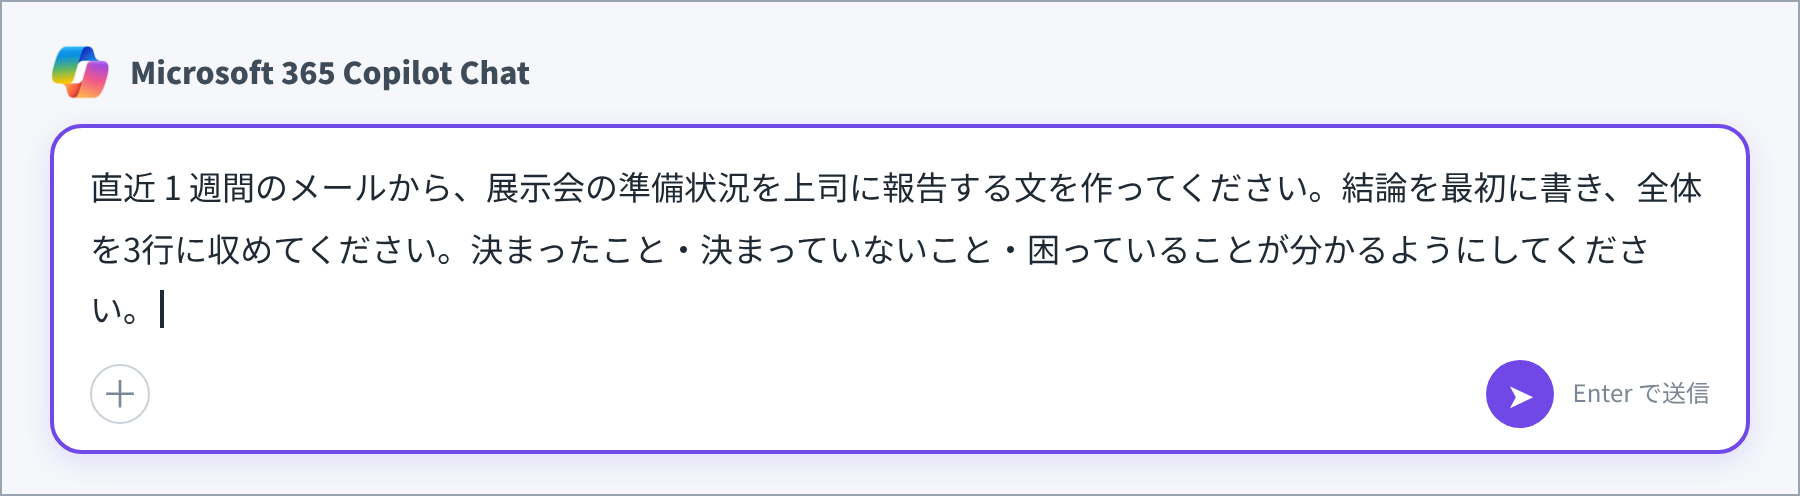 Microsoft 365 Copilot Chat
直近 1 週間のメールから、展示会の準備状況を上司に報告する文を作ってください。結論を最初に書き、全体
を3行に収めてください。決まったこと・決まっていないこと・困っていることが分かるようにしてくださ
い。
Enter で送信